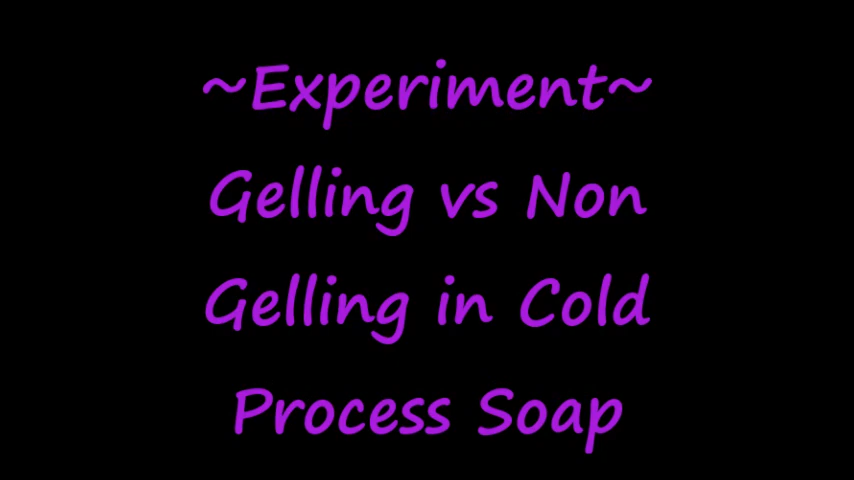 ~Experiment~
Gelling vs Non
Gelling in Cold
Process Soap